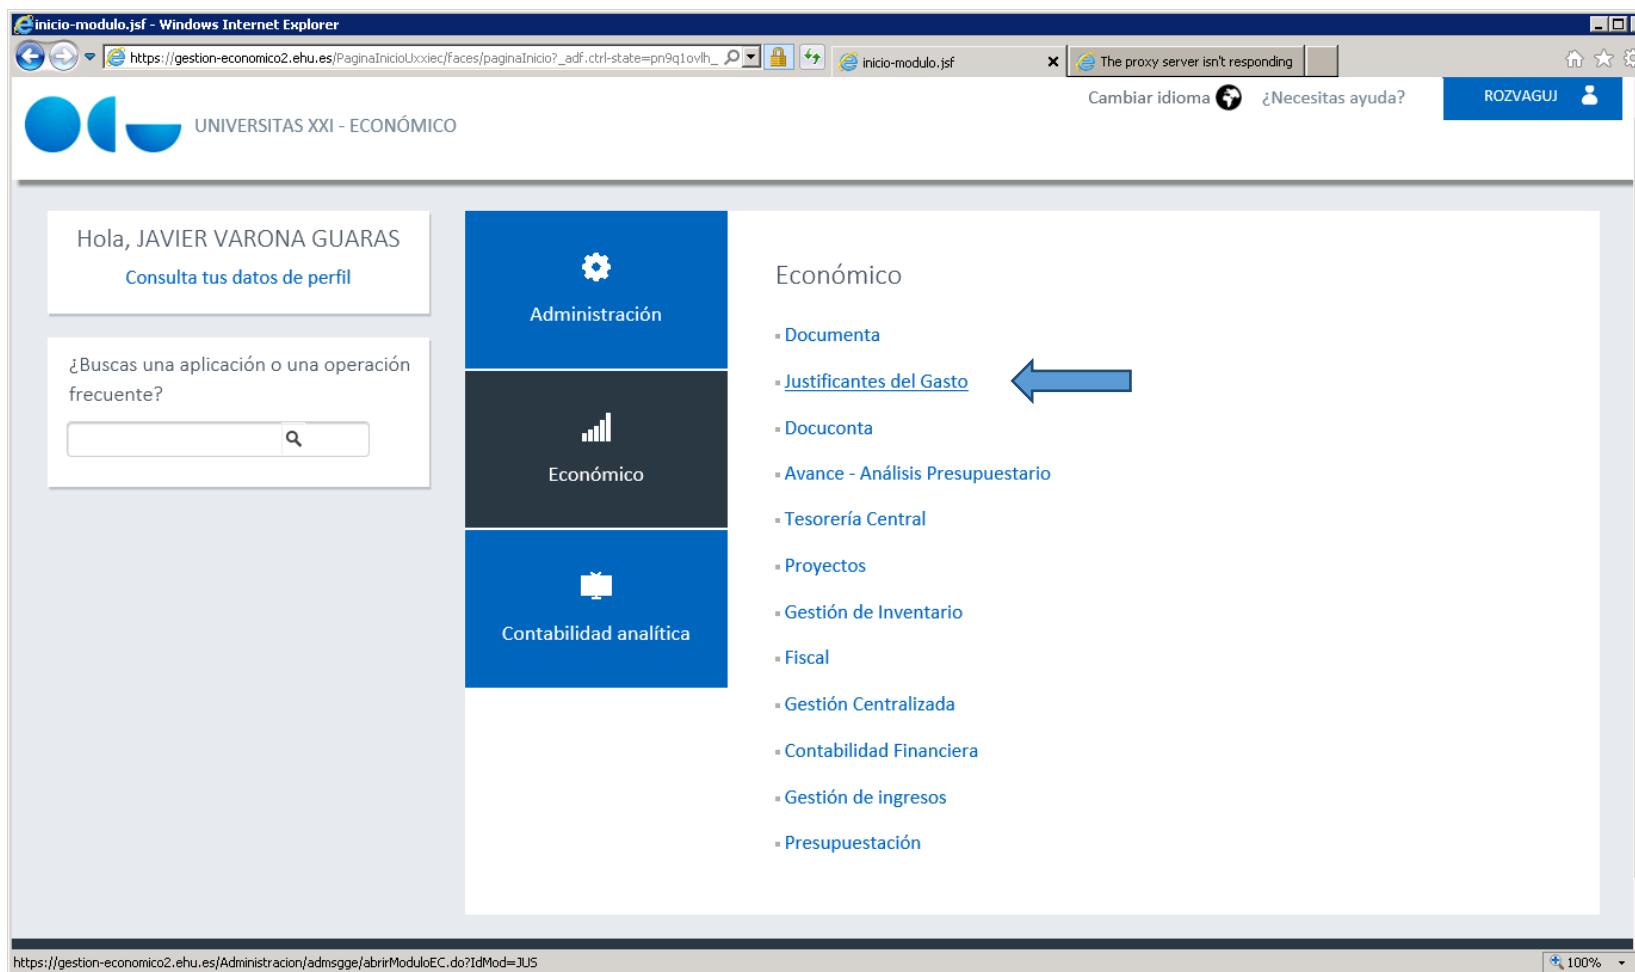 inicio-modulo.jsf - Windows Internet Explorer
https://gestion-economico2.ehu.es/PaginaInicioUxxiec/faces/paginaInicio?_adf.ctrl-state=pn9q1ovlh_
inicio-modulo.jsf
The proxy server isn't responding
Cambiar idioma
¿Necesitas ayuda?
ROZVAGUJ
UNIVERSITAS XXI - ECONÓMICO
Hola, JAVIER VARONA GUARAS
Consulta tus datos de perfil
¿Buscas una aplicación o una operación
frecuente?
Administración
Económico
Contabilidad analítica
Económico
Documenta
Justificantes del Gasto
Docuconta
Avance - Análisis Presupuestario
Tesorería Central
Proyectos
Gestión de Inventario
Fiscal
Gestión Centralizada
Contabilidad Financiera
Gestión de ingresos
Presupuestación
https://gestion-economico2.ehu.es/Administracion/admsgge/abrirModuloEC.do?IdMod=JUS
100%